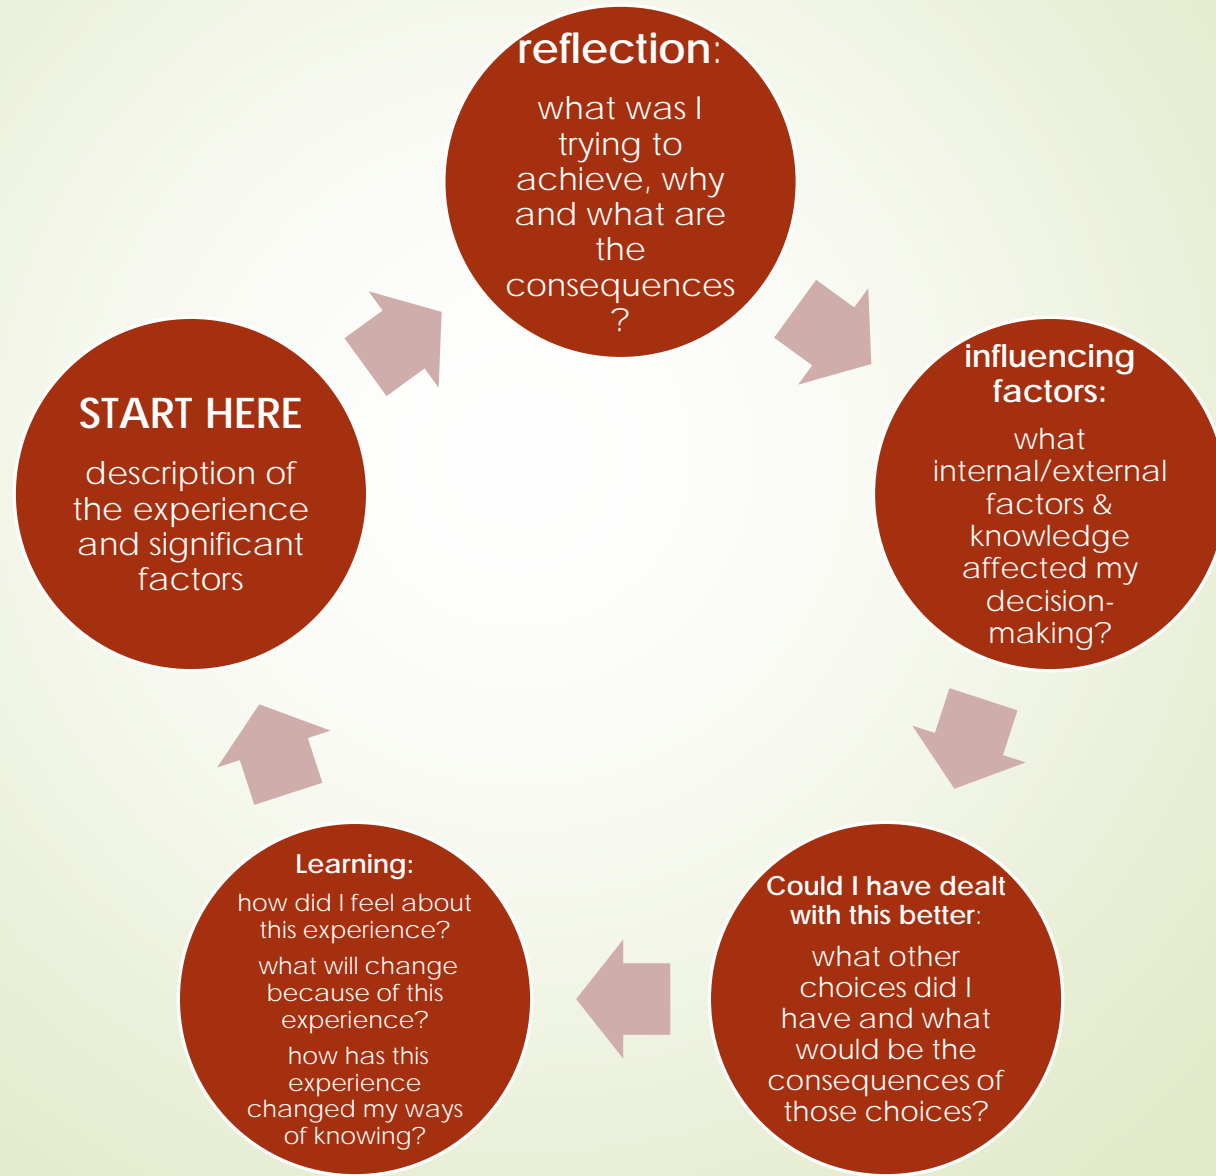 START HERE
description of
the experience
and significant
factors
reflection:
what was I
trying to
achieve, why
and what are
the
consequences
?
influencing
factors:
what
internal/external
factors &
knowledge
affected my
decision-
making?
Could I have dealt
with this better:
what other
choices did I
have and what
would be the
consequences of
those choices?
Learning:
how did I feel about
this experience?
what will change
because of this
experience?
how has this
experience
changed my ways
of knowing?